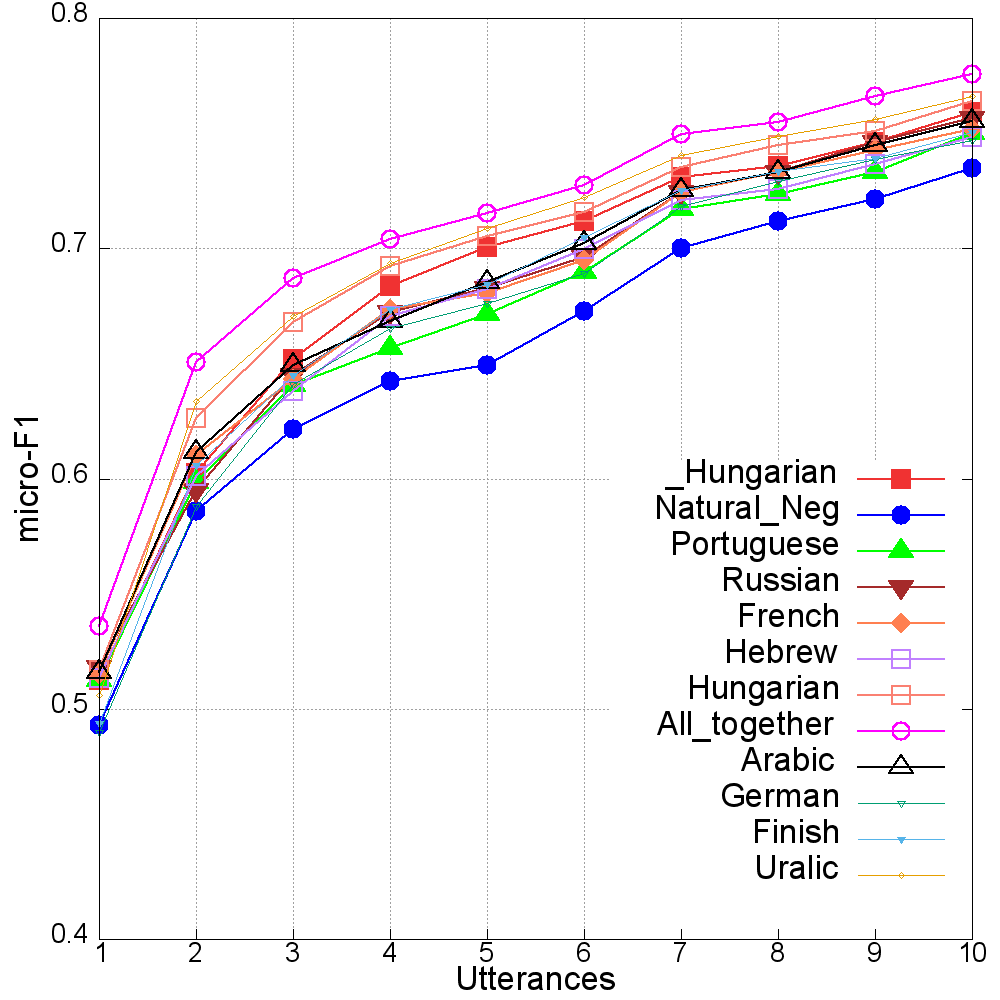 0.8
0.7
0.6
0.5
0.4
micro-F1
_Hungarian
Natural_Neg
Portuguese
Russian
French
Hebrew
Hungarian
All_together
Arabic
German
Finish
Uralic
1 2 3 4 5 6 7 8 9 10
Utterances